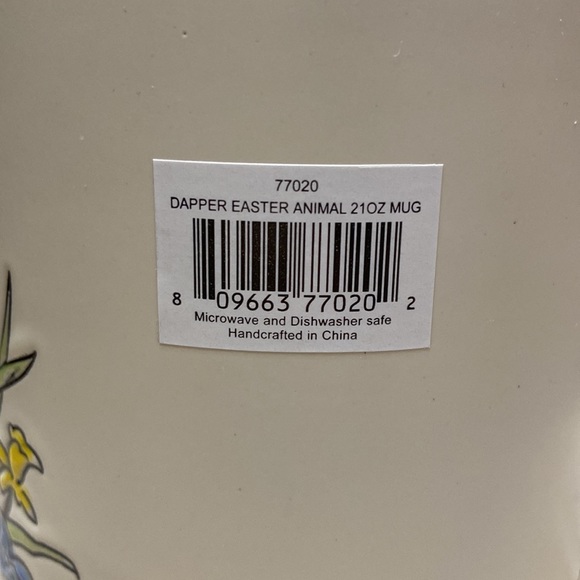 77020
DAPPER EASTER ANIMAL 21OZ MUG
8 09663 77020 2
Microwave and Dishwasher safe
Handcrafted in China